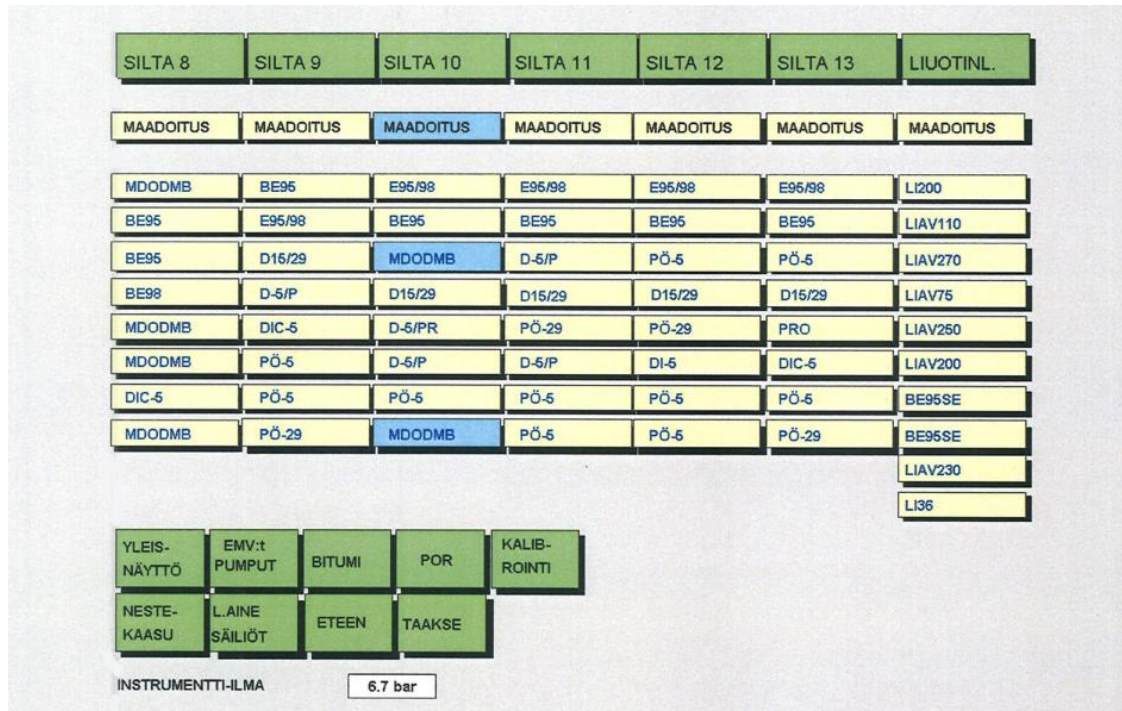 SILTA 8 SILTA 9 SILTA 10 SILTA 11 SILTA 12 SILTA 13 LIUOTINL.
MAADOITUS MAADOITUS MAADOITUS MAADOITUS MAADOITUS MAADOITUS MAADOITUS
MDODMB BE95 E95/98 E95/98 E95/98 E95/98 LI200
BE95 E95/98 BE95 BE95 BE95 BE95 LIAV110
BE95 D15/29 MDODMB D-5/P PÖ-5 PÖ-5 LIAV270
BE98 D-5/P D15/29 D15/29 D15/29 D15/29 LIAV75
MDODMB DIC-5 D-5/PR PÖ-29 PÖ-29 PRO LIAV250
MDODMB PÖ-5 D-5/P D-5/P DI-5 DIC-5 LIAV200
DIC-5 PÖ-5 PÖ-5 PÖ-5 PÖ-5 PÖ-5 BE95SE
MDODMB PÖ-29 MDODMB PÖ-5 PÖ-5 PÖ-29 BE95SE
LIAV230
LI36
YLEIS-
NÄYTTÖ
EMV:t
PUMPUT
BITUMI
POR
KALIB-
ROINTI
NESTE-
KAASU
L.AINE
SÄILIÖT
ETEEN
TAAKSE
INSTRUMENTTI-ILMA 6.7 bar